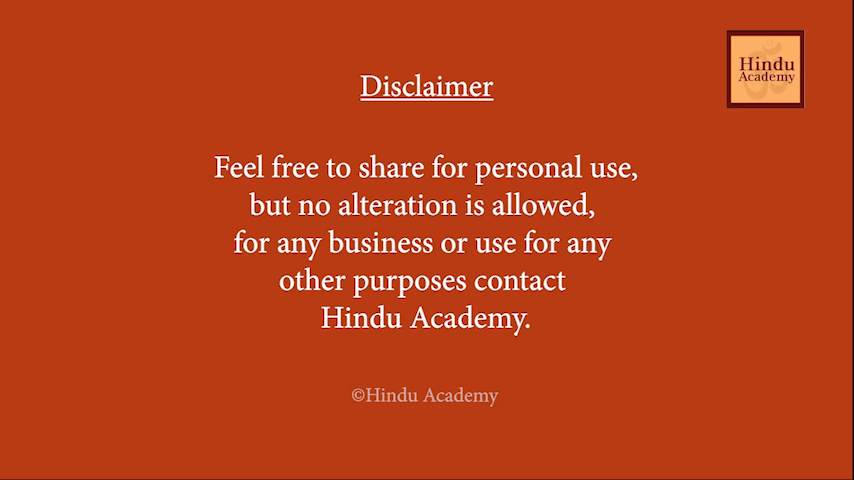 Hindu
Academy
Disclaimer
Feel free to share for personal use,
but no alteration is allowed,
for any business or use for any
other purposes contact
Hindu Academy.
©Hindu Academy